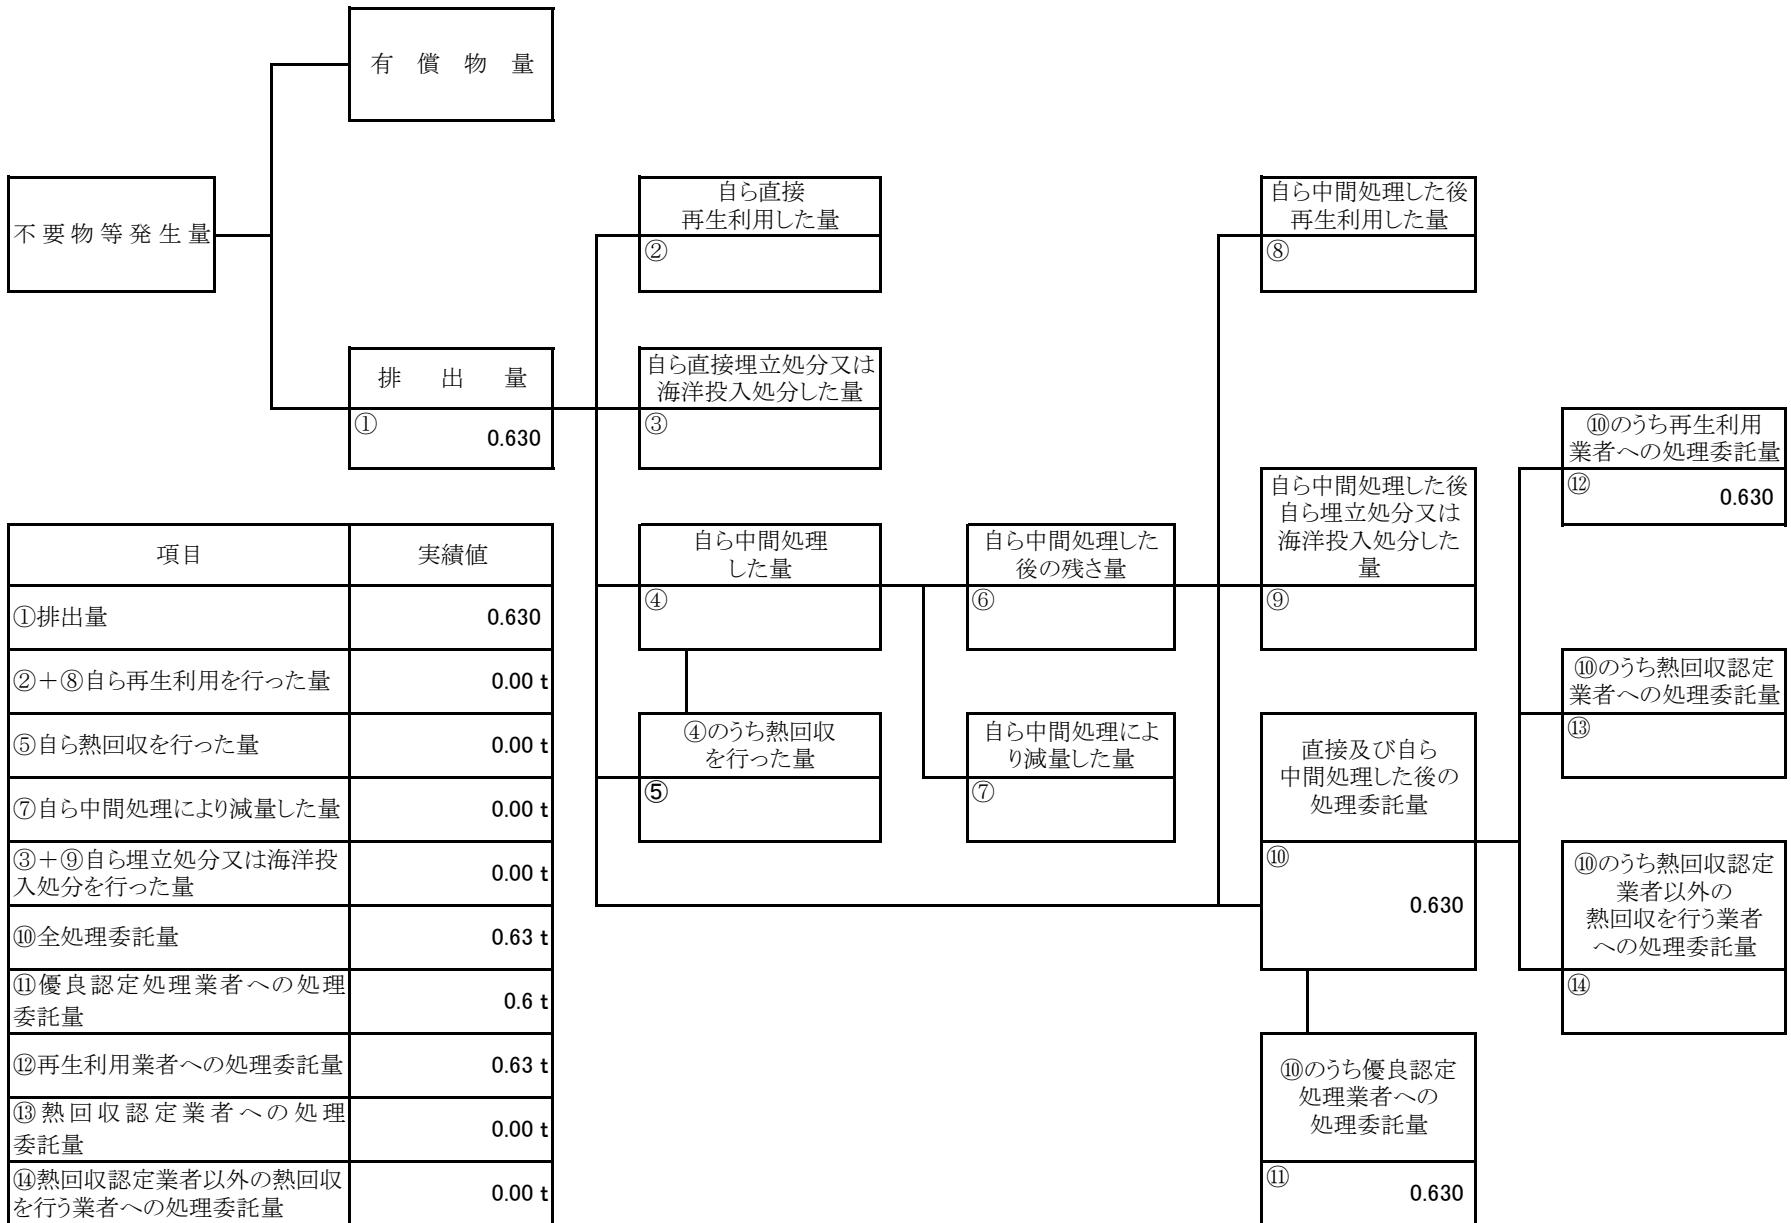 有償物量
不要物等発生量
自ら直接
再生利用した量
②
自ら中間処理した後
再生利用した量
⑧
排出量
①
0.630
自ら直接埋立処分又は
海洋投入処分した量
③
⑩のうち再生利用
業者への処理委託量
⑫
0.630
自ら中間処理
した量
④
自ら中間処理した
後の残さ量
⑥
自ら中間処理した後
自ら埋立処分又は
海洋投入処分した
量
⑨
⑩のうち熱回収認定
業者への処理委託量
⑬
④のうち熱回収
を行った量
⑤
自ら中間処理によ
り減量した量
⑦
直接及び自ら
中間処理した後の
処理委託量
⑩
0.630
⑩のうち熱回収認定
業者以外の
熱回収を行う業者
への処理委託量
⑭
⑩のうち優良認定
処理業者への
処理委託量
⑪
0.630
項目 実績値
①排出量 0.630
②＋⑧自ら再生利用を行った量 0.00 t
⑤自ら熱回収を行った量 0.00 t
⑦自ら中間処理により減量した量 0.00 t
③＋⑨自ら埋立処分又は海洋投
入処分を行った量 0.00 t
⑩全処理委託量 0.63 t
⑪優良認定処理業者への処理
委託量 0.6 t
⑫再生利用業者への処理委託量 0.63 t
⑬熱回収認定業者への処理
委託量 0.00 t
⑭熱回収認定業者以外の熱回収
を行う業者への処理委託量 0.00 t